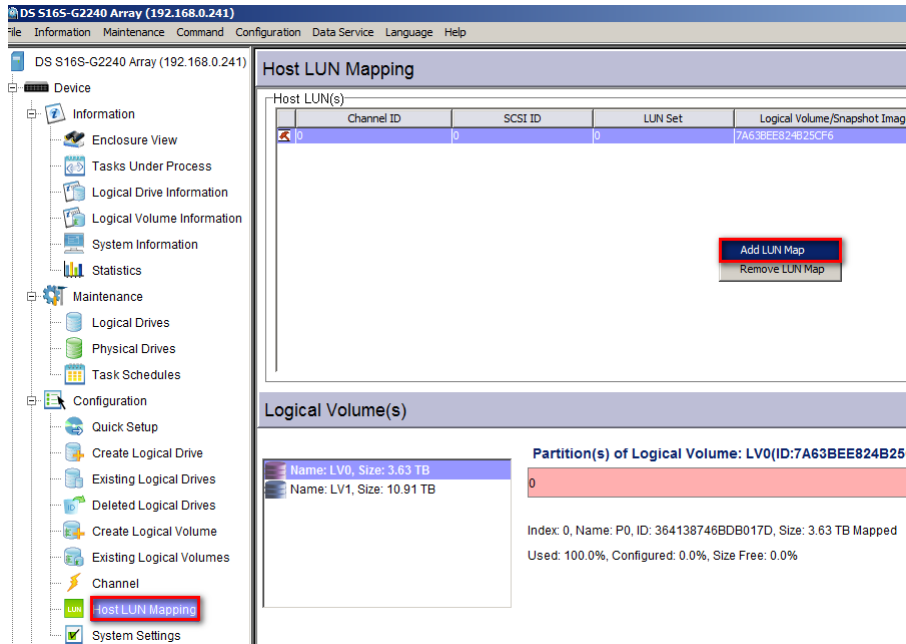 DS S16S-G2240 Array (192.168.0.241)
File Information Maintenance Command Configuration Data Service Language Help
DS S16S-G2240 Array (192.168.0.241)
Device
Information
Enclosure View
Tasks Under Process
Logical Drive Information
Logical Volume Information
System Information
Statistics
Maintenance
Logical Drives
Physical Drives
Task Schedules
Configuration
Quick Setup
Create Logical Drive
Existing Logical Drives
Deleted Logical Drives
Create Logical Volume
Existing Logical Volumes
Channel
LUN Host LUN Mapping
System Settings
Host LUN Mapping
Host LUN(s)
Channel ID SCSI ID LUN Set Logical Volume/Snapshot Imag
0 0 0 7A63BEE824B25CF6
Add LUN Map
Remove LUN Map
Logical Volume(s)
Name: LV0, Size: 3.63 TB
Name: LV1, Size: 10.91 TB
Partition(s) of Logical Volume: LV0(ID:7A63BEE824B25
0
Index: 0, Name: P0, ID: 364138746BDB017D, Size: 3.63 TB Mapped
Used: 100.0%, Configured: 0.0%, Size Free: 0.0%